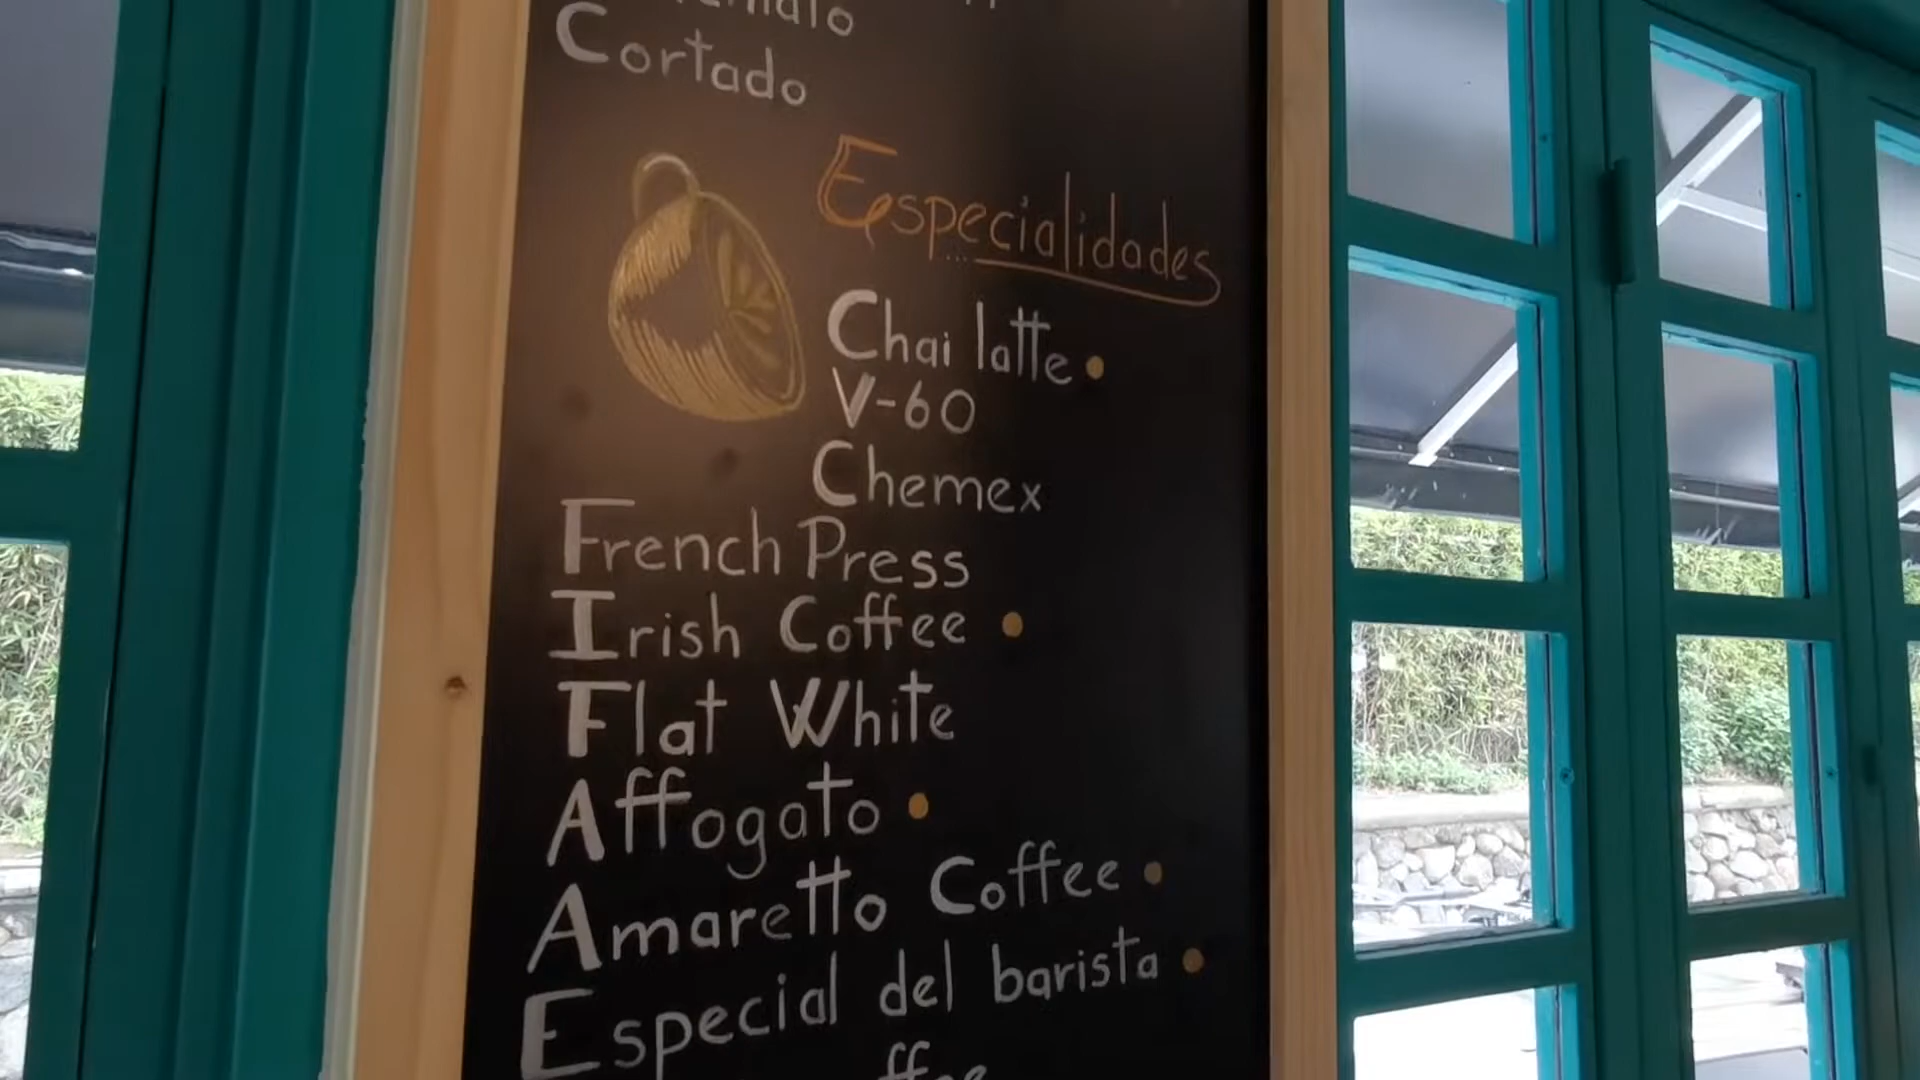 Cortado
Especialidades
Chai latte
V-60
Chemex
French Press
Irish Coffee
Flat White
Affogato
Amaretto Coffee
Especial del barista